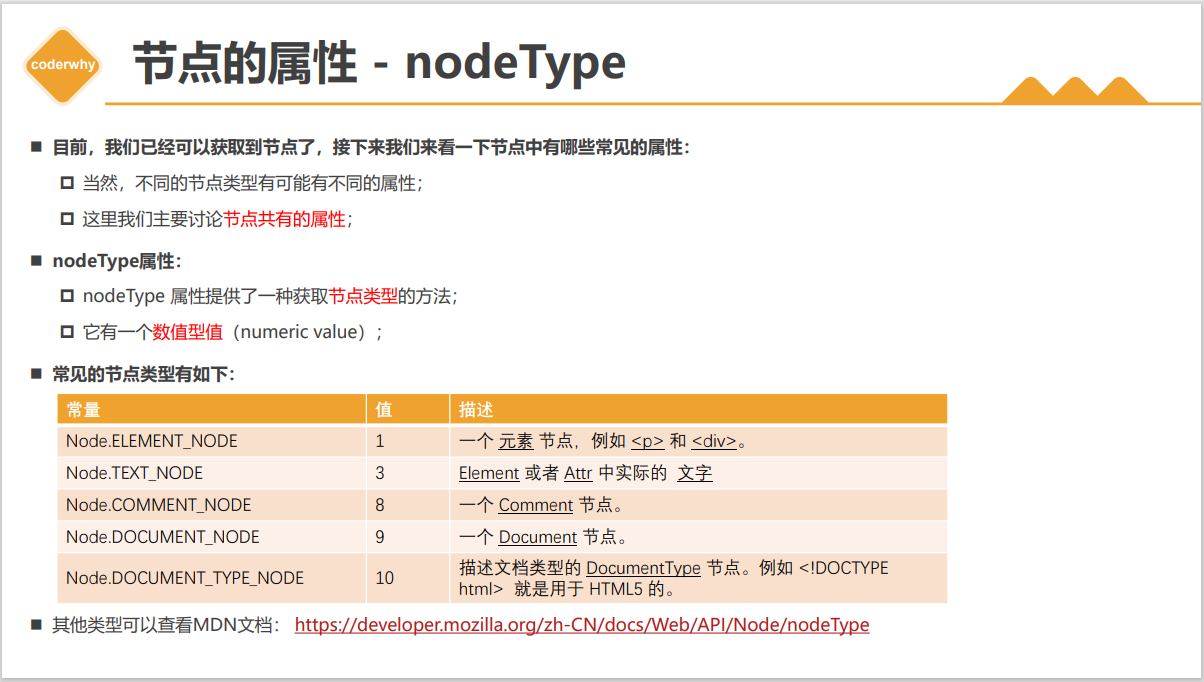 coderwhy
节点的属性 - nodeType
目前，我们已经可以获取到节点了，接下来我们来看一下节点中有哪些常见的属性：
当然，不同的节点类型有可能有不同的属性；
这里我们主要讨论节点共有的属性；
nodeType属性：
nodeType 属性提供了一种获取节点类型的方法；
它有一个数值型值（numeric value）；
常见的节点类型有如下：
常量 值 描述
Node.ELEMENT_NODE 1 一个 元素 节点，例如 <p> 和 <div>。
Node.TEXT_NODE 3 Element 或者 Attr 中实际的 文字
Node.COMMENT_NODE 8 一个 Comment 节点。
Node.DOCUMENT_NODE 9 一个 Document 节点。
Node.DOCUMENT_TYPE_NODE 10 描述文档类型的 DocumentType 节点。例如 <!DOCTYPE
html> 就是用于 HTML5 的。
其他类型可以查看MDN文档： https://developer.mozilla.org/zh-CN/docs/Web/API/Node/nodeType